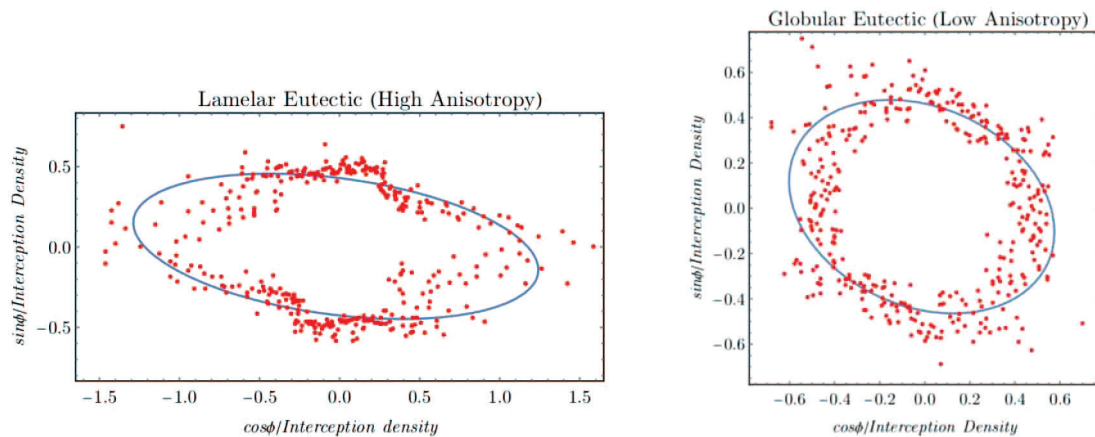 Lamelar Eutectic (High Anisotropy)
0.5
0.0
−0.5
sinϕ/Interception Density
−1.5 −1.0 −0.5 0.0 0.5 1.0 1.5
cosϕ/Interception density
Globular Eutectic (Low Anisotropy)
0.6
0.4
0.2
0.0
−0.2
−0.4
−0.6
sinϕ/Interception Density
−0.6 −0.4 −0.2 0.0 0.2 0.4 0.6
cosϕ/Interception Density